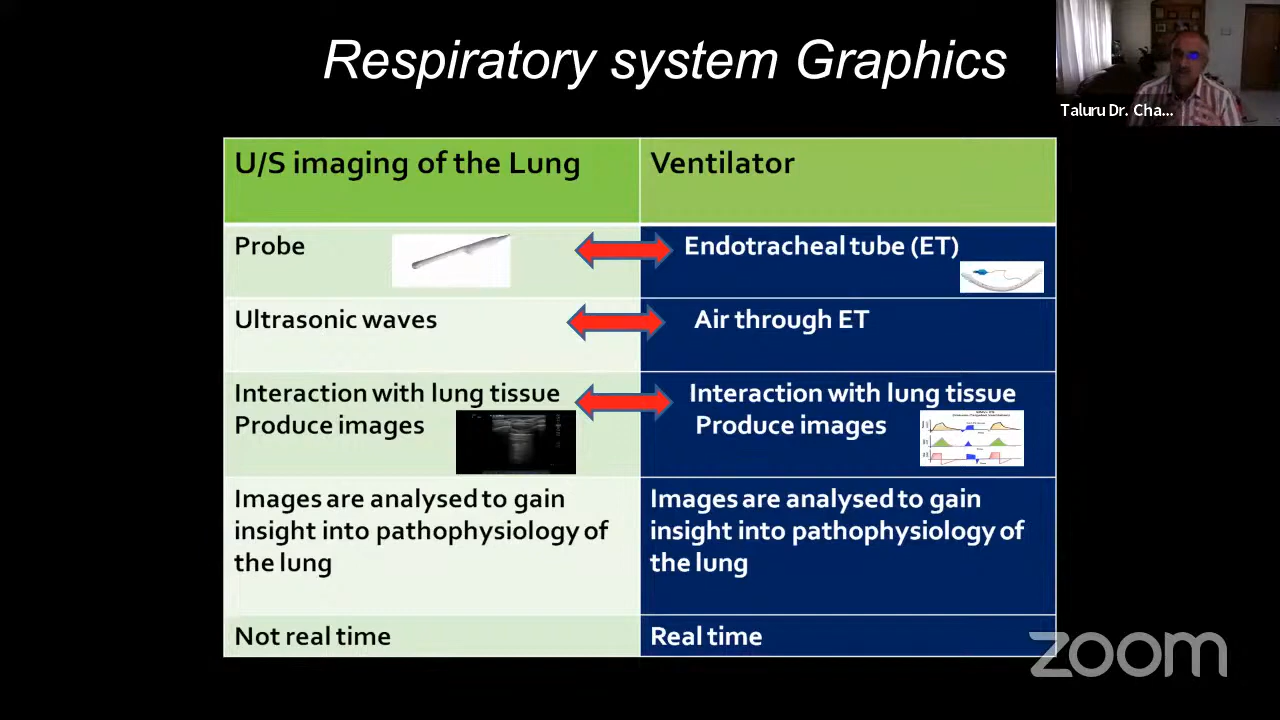 Respiratory system Graphics
Taluru Dr. Cha...
U/S imaging of the Lung
Ventilator
Probe
Endotracheal tube (ET)
Ultrasonic waves
Air through ET
Interaction with lung tissue
Produce images
Interaction with lung tissue
Produce images
Images are analysed to gain
insight into pathophysiology of
the lung
Images are analysed to gain
insight into pathophysiology of
the lung
Not real time
Real time
zoom